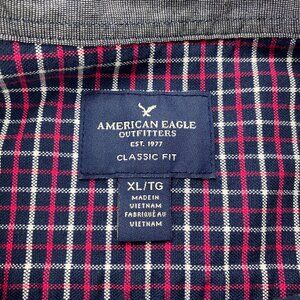 AMERICAN EAGLE
OUTFITTERS
EST. 1977
CLASSIC FIT
XL/TG
MADE IN
VIETNAM
FABRIQUÉ AU
VIETNAM